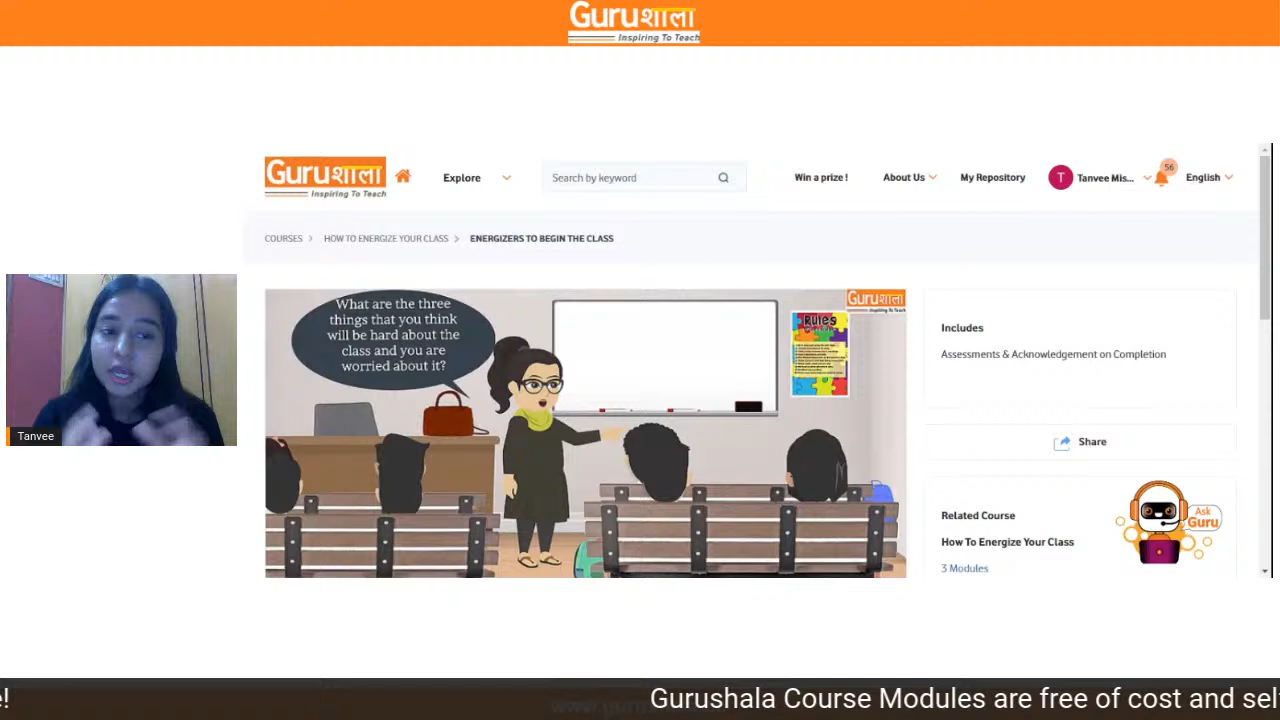 Guruशाला
Inspiring To Teach
Guruशाला
Inspiring To Teach
Explore
Search by keyword
Win a prize !
About Us
My Repository
T
Tanvee Mis...
56
English
COURSES > HOW TO ENERGIZE YOUR CLASS > ENERGIZERS TO BEGIN THE CLASS
What are the three
things that you think
will be hard about the
class and you are
worried about it?
Guruशाला
Inspiring To Teach
Rules
Includes
Assessments & Acknowledgement on Completion
Share
Related Course
How To Energize Your Class
3 Modules
Ask
Guru
Tanvee
e!
Gurushala Course Modules are free of cost and sel